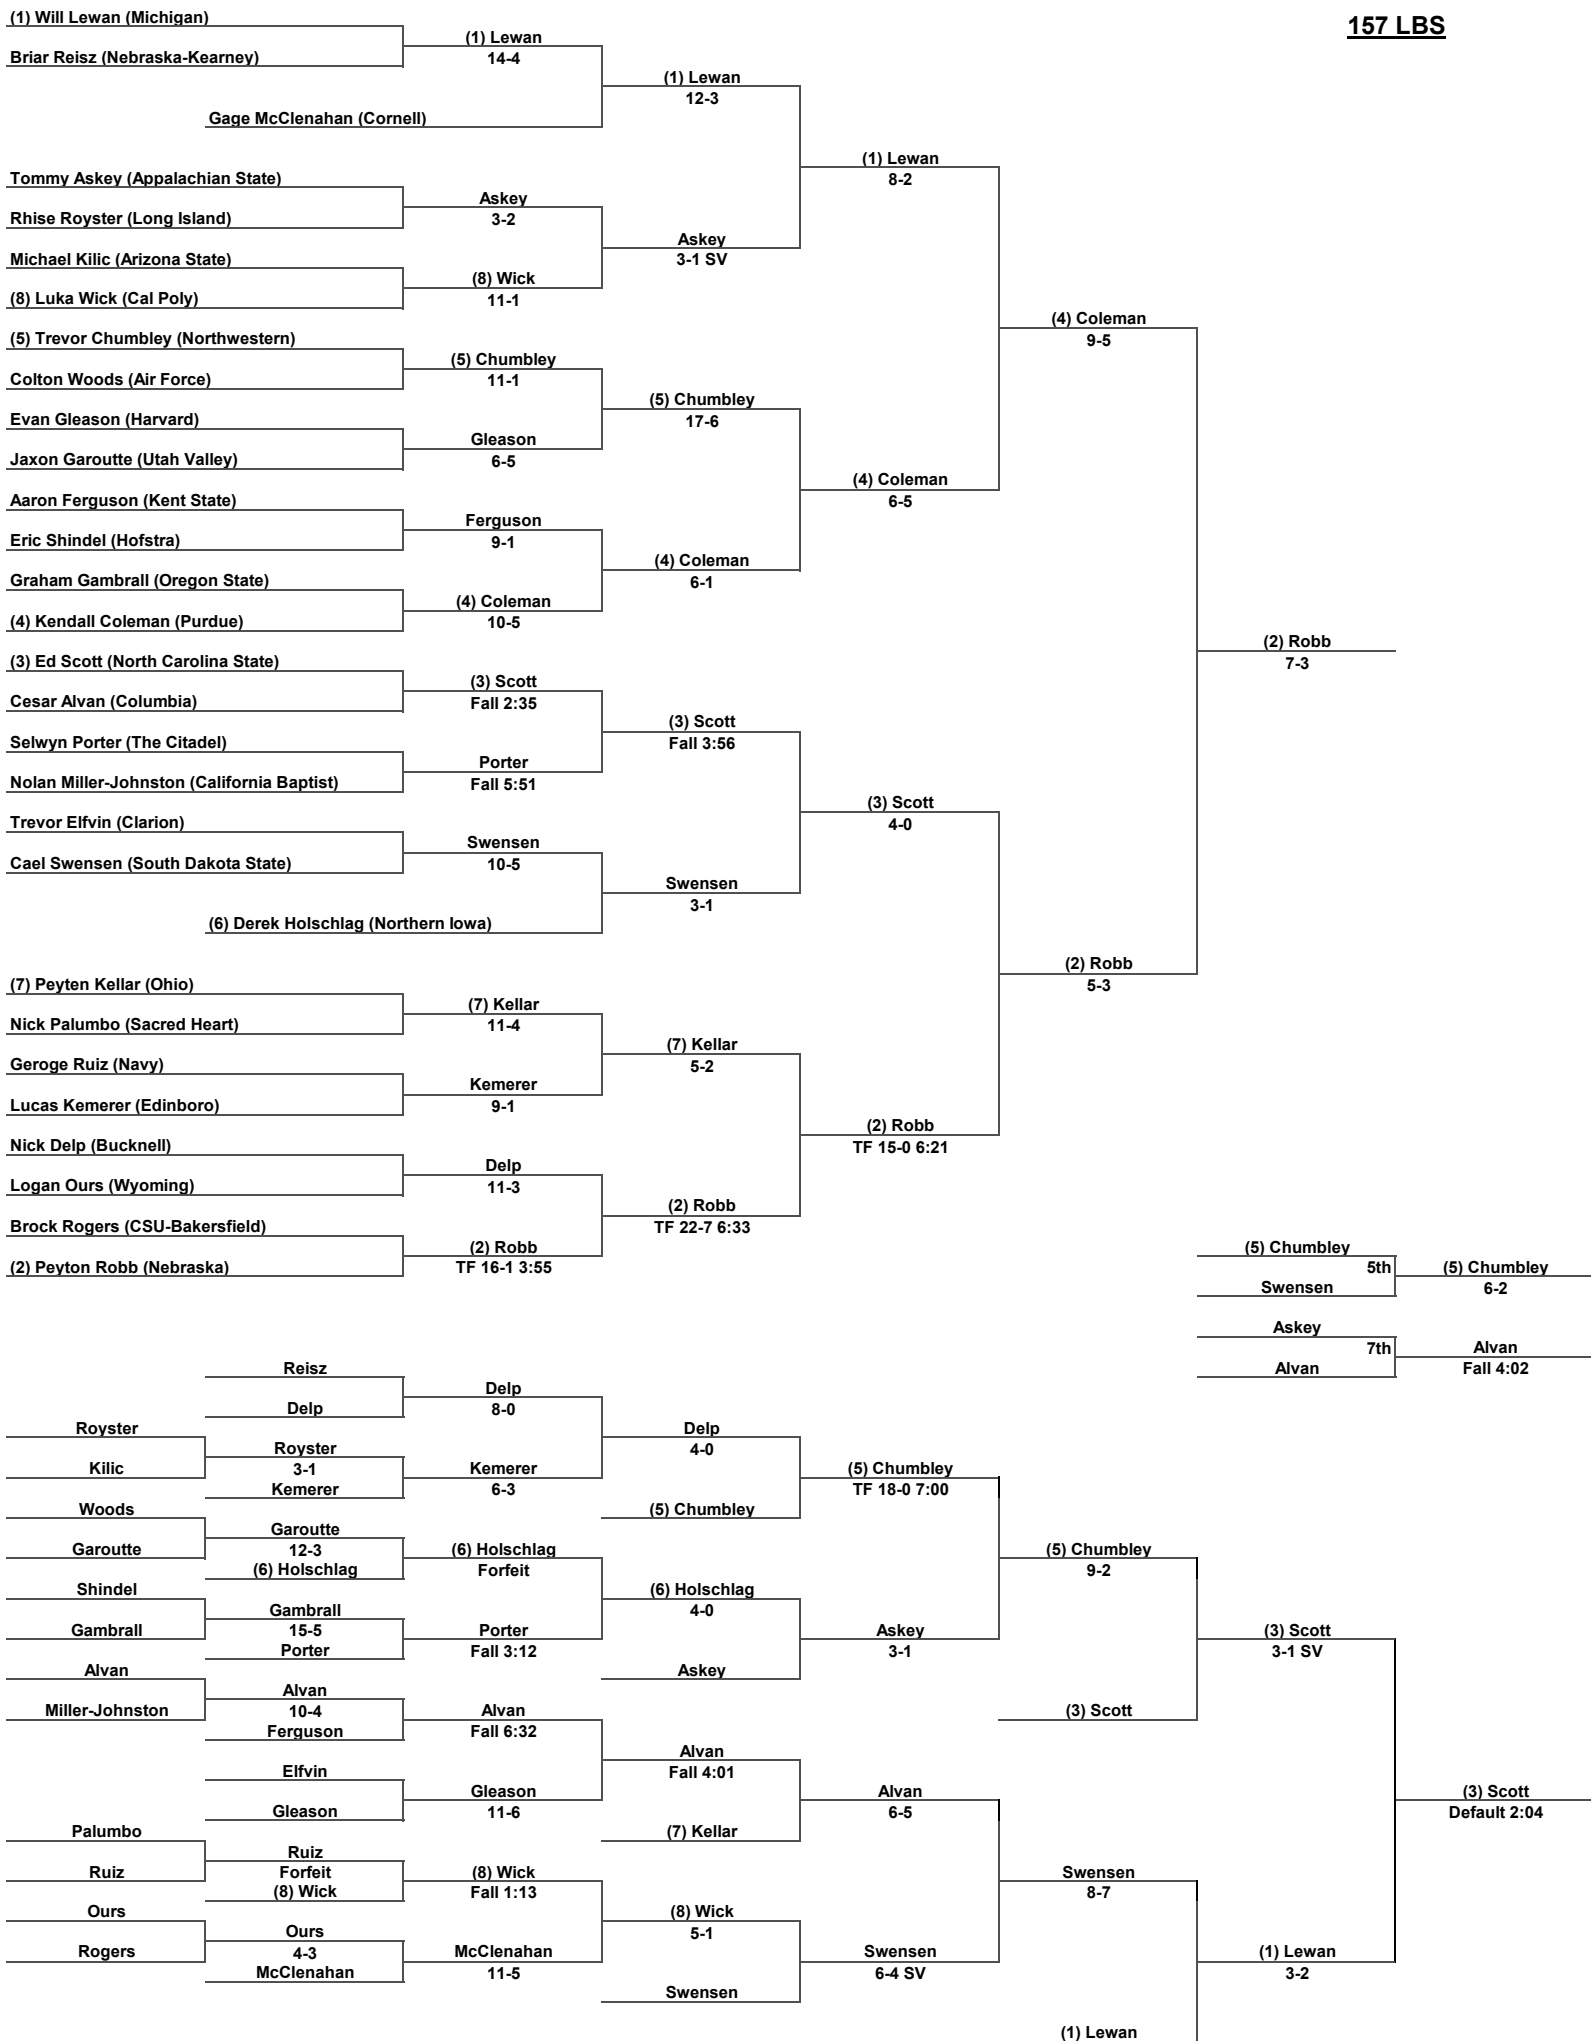 157 LBS
(1) Will Lewan (Michigan)
(1) Lewan
Briar Reisz (Nebraska-Kearney)
14-4
(1) Lewan
12-3
Gage McClenahan (Cornell)
(1) Lewan
Tommy Askey (Appalachian State)
8-2
Askey
Rhise Royster (Long Island)
3-2
Askey
Michael Kilic (Arizona State)
3-1 SV
(8) Wick
(8) Luka Wick (Cal Poly)
11-1
(4) Coleman
(5) Trevor Chumbley (Northwestern)
9-5
(5) Chumbley
Colton Woods (Air Force)
11-1
(5) Chumbley
Evan Gleason (Harvard)
17-6
Gleason
Jaxon Garoutte (Utah Valley)
6-5
(4) Coleman
Aaron Ferguson (Kent State)
6-5
Ferguson
Eric Shindel (Hofstra)
9-1
(4) Coleman
Graham Gambrall (Oregon State)
6-1
(4) Coleman
(4) Kendall Coleman (Purdue)
10-5
(2) Robb
(3) Ed Scott (North Carolina State)
7-3
(3) Scott
Cesar Alvan (Columbia)
Fall 2:35
(3) Scott
Selwyn Porter (The Citadel)
Fall 3:56
Porter
Nolan Miller-Johnston (California Baptist)
Fall 5:51
(3) Scott
Trevor Elfvin (Clarion)
4-0
Swensen
Cael Swensen (South Dakota State)
10-5
Swensen
3-1
(6) Derek Holschlag (Northern Iowa)
(2) Robb
(7) Peyten Kellar (Ohio)
5-3
(7) Kellar
Nick Palumbo (Sacred Heart)
11-4
(7) Kellar
Geroge Ruiz (Navy)
5-2
Kemerer
Lucas Kemerer (Edinboro)
9-1
(2) Robb
Nick Delp (Bucknell)
TF 15-0 6:21
Delp
Logan Ours (Wyoming)
11-3
(2) Robb
Brock Rogers (CSU-Bakersfield)
TF 22-7 6:33
(2) Robb
(2) Peyton Robb (Nebraska)
TF 16-1 3:55
(5) Chumbley
5th
(5) Chumbley
Swensen
6-2
Askey
7th
Alvan
Alvan
Fall 4:02
Reisz
Delp
Delp
8-0
Royster
Delp
Royster
4-0
Kilic
3-1
Kemerer
(5) Chumbley
Kemerer
6-3
TF 18-0 7:00
Woods
(5) Chumbley
Garoutte
Garoutte
12-3
(6) Holschlag
(5) Chumbley
(6) Holschlag
Forfeit
9-2
Shindel
(6) Holschlag
Gambrall
4-0
Gambrall
15-5
Porter
Askey
(3) Scott
Porter
Fall 3:12
3-1
3-1 SV
Alvan
Askey
Alvan
Miller-Johnston
10-4
Alvan
(3) Scott
Ferguson
Fall 6:32
Alvan
Elfvin
Fall 4:01
Gleason
Alvan
(3) Scott
Gleason
11-6
6-5
Default 2:04
Palumbo
(7) Kellar
Ruiz
Ruiz
Forfeit
(8) Wick
Swensen
(8) Wick
Fall 1:13
8-7
Ours
(8) Wick
Ours
5-1
Rogers
4-3
McClenahan
Swensen
(1) Lewan
McClenahan
11-5
6-4 SV
3-2
Swensen
(1) Lewan